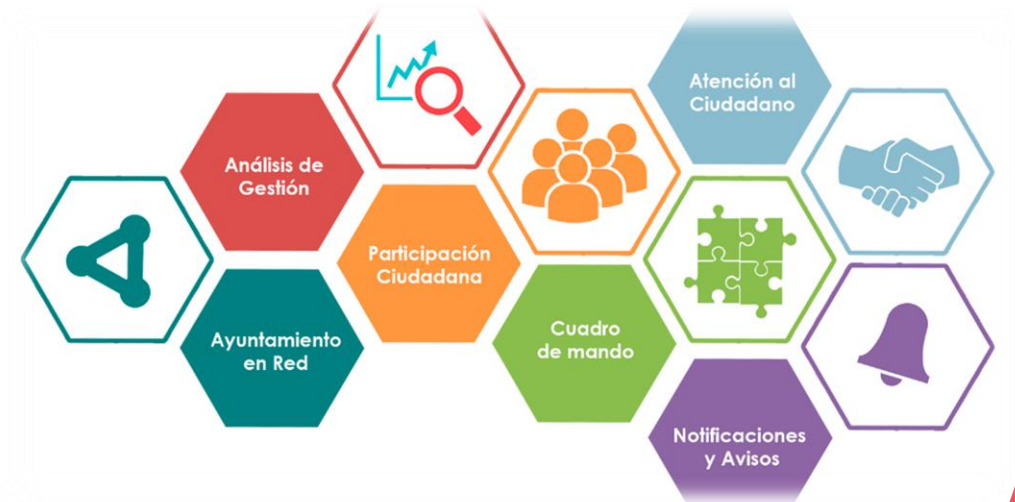 Atención al
Ciudadano
Análisis de
Gestión
Participación
Ciudadana
Ayuntamiento
en Red
Cuadro
de mando
Notificaciones
y Avisos